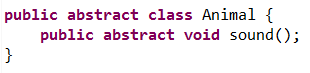 public abstract class Animal {
    public abstract void sound();
}